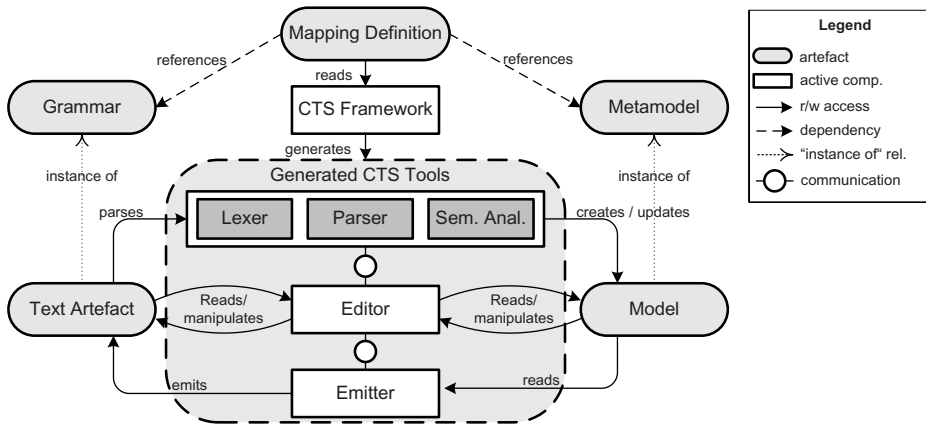 Mapping Definition
Legend
artefact
references
references
reads
active comp.
Grammar
CTS Framework
Metamodel
r/w access
dependency
generates
"instance of" rel.
instance of
Generated CTS Tools
instance of
communication
parses
Lexer
Parser
Sem. Anal.
creates / updates
Text Artefact
Reads/
manipulates
Editor
Reads/
manipulates
Model
emits
Emitter
reads